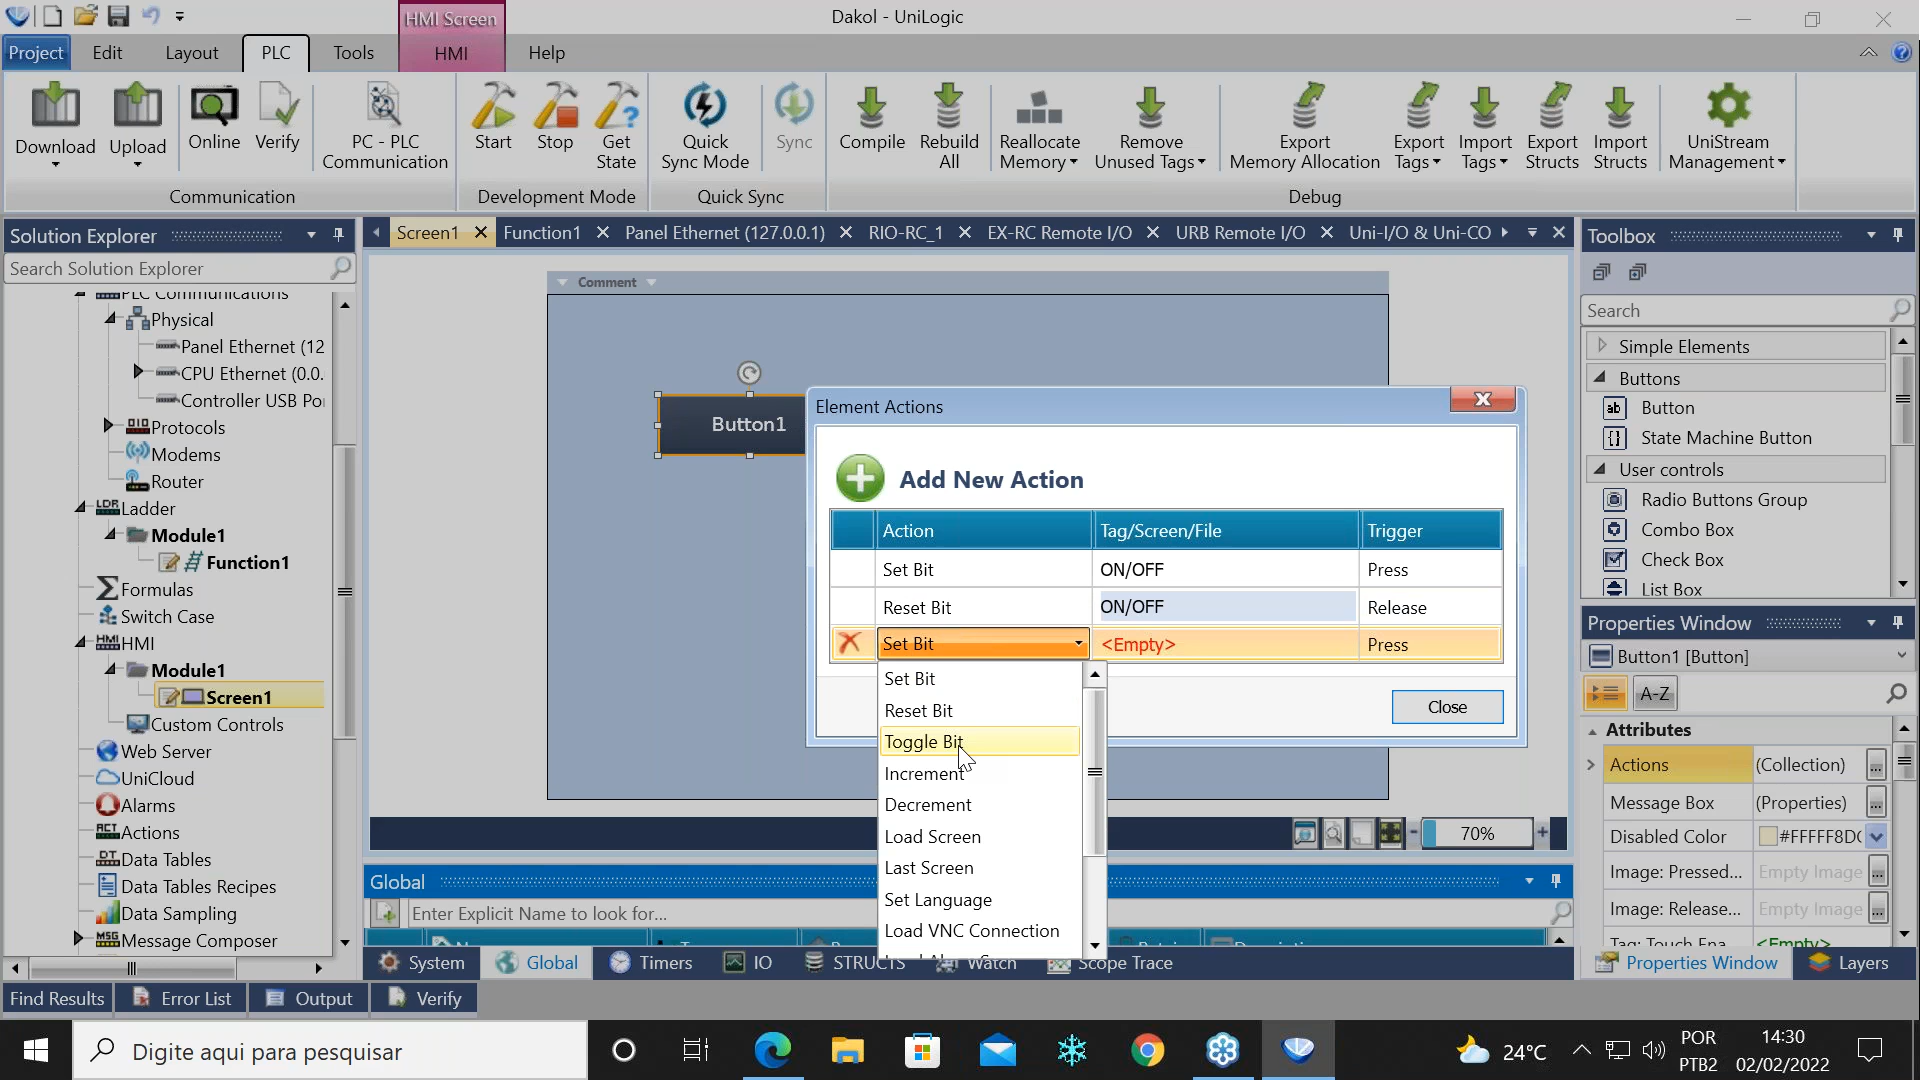 HMI Screen
Dakol - UniLogic
Project
Edit
Layout
PLC
Tools
HMI
Help
Download
Upload
Online
Verify
PC - PLC
Communication
Start
Stop
Get
State
Quick
Sync Mode
Sync
Compile
Rebuild
All
Reallocate
Memory
Remove
Unused Tags
Export
Memory Allocation
Export
Tags
Import
Tags
Export
Structs
Import
Structs
UniStream
Management
Communication
Development Mode
Quick Sync
Debug
Solution Explorer
Search Solution Explorer
PLC Communications
Physical
Panel Ethernet (12
CPU Ethernet (0.0.
Controller USB Po
Protocols
Modems
Router
LDR
Ladder
Module1
Function1
Formulas
Switch Case
HMI
HMI
Module1
Screen1
Custom Controls
Web Server
UniCloud
Alarms
ACT
Actions
DT
Data Tables
Data Tables Recipes
Data Sampling
MSG
Message Composer
Screen1
Function1
Panel Ethernet (127.0.0.1)
RIO-RC_1
EX-RC Remote I/O
URB Remote I/O
Uni-I/O & Uni-CO
Comment
Button1
Element Actions
Add New Action
Action
Tag/Screen/File
Trigger
Set Bit
ON/OFF
Press
Reset Bit
ON/OFF
Release
Set Bit
<Empty>
Press
Set Bit
Reset Bit
Toggle Bit
Increment
Decrement
Load Screen
Last Screen
Set Language
Load VNC Connection
Close
70%
Global
Enter Explicit Name to look for...
System
Global
Timers
IO
STRUCTS
Watch
Scope Trace
Toolbox
Search
Simple Elements
Buttons
ab
Button
State Machine Button
User controls
Radio Buttons Group
Combo Box
Check Box
List Box
Properties Window
Button1 [Button]
A-Z
Attributes
Actions
(Collection)
...
Message Box
(Properties)
...
Disabled Color
#FFFFF8D
Image: Pressed...
Empty Image
...
Image: Release...
Empty Image
...
Tag: Touch Ena
<Empty>
Properties Window
Layers
Find Results
Error List
Output
Verify
Digite aqui para pesquisar
24°C
POR
PTB2
14:30
02/02/2022